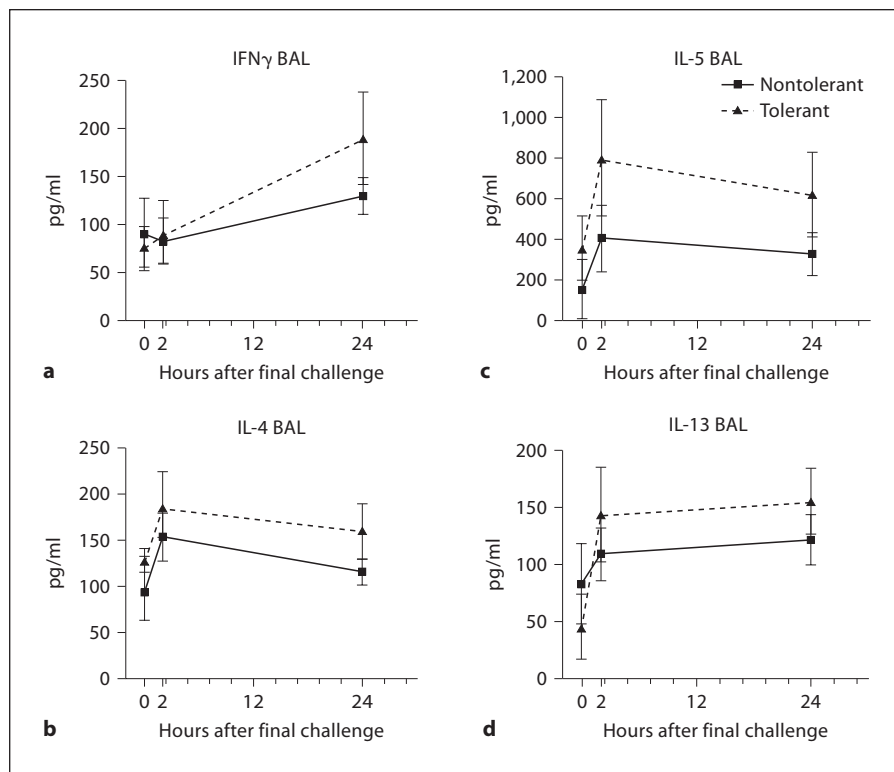 IFNγ BAL
250
200
150
100
50
0
pg/ml
0 2 12 24
Hours after final challenge
a
IL-5 BAL
1,200
1,000
800
600
400
200
0
pg/ml
Nontolerant
Tolerant
0 2 12 24
Hours after final challenge
c
IL-4 BAL
250
200
150
100
50
0
pg/ml
0 2 12 24
Hours after final challenge
b
IL-13 BAL
200
150
100
50
0
pg/ml
0 2 12 24
Hours after final challenge
d